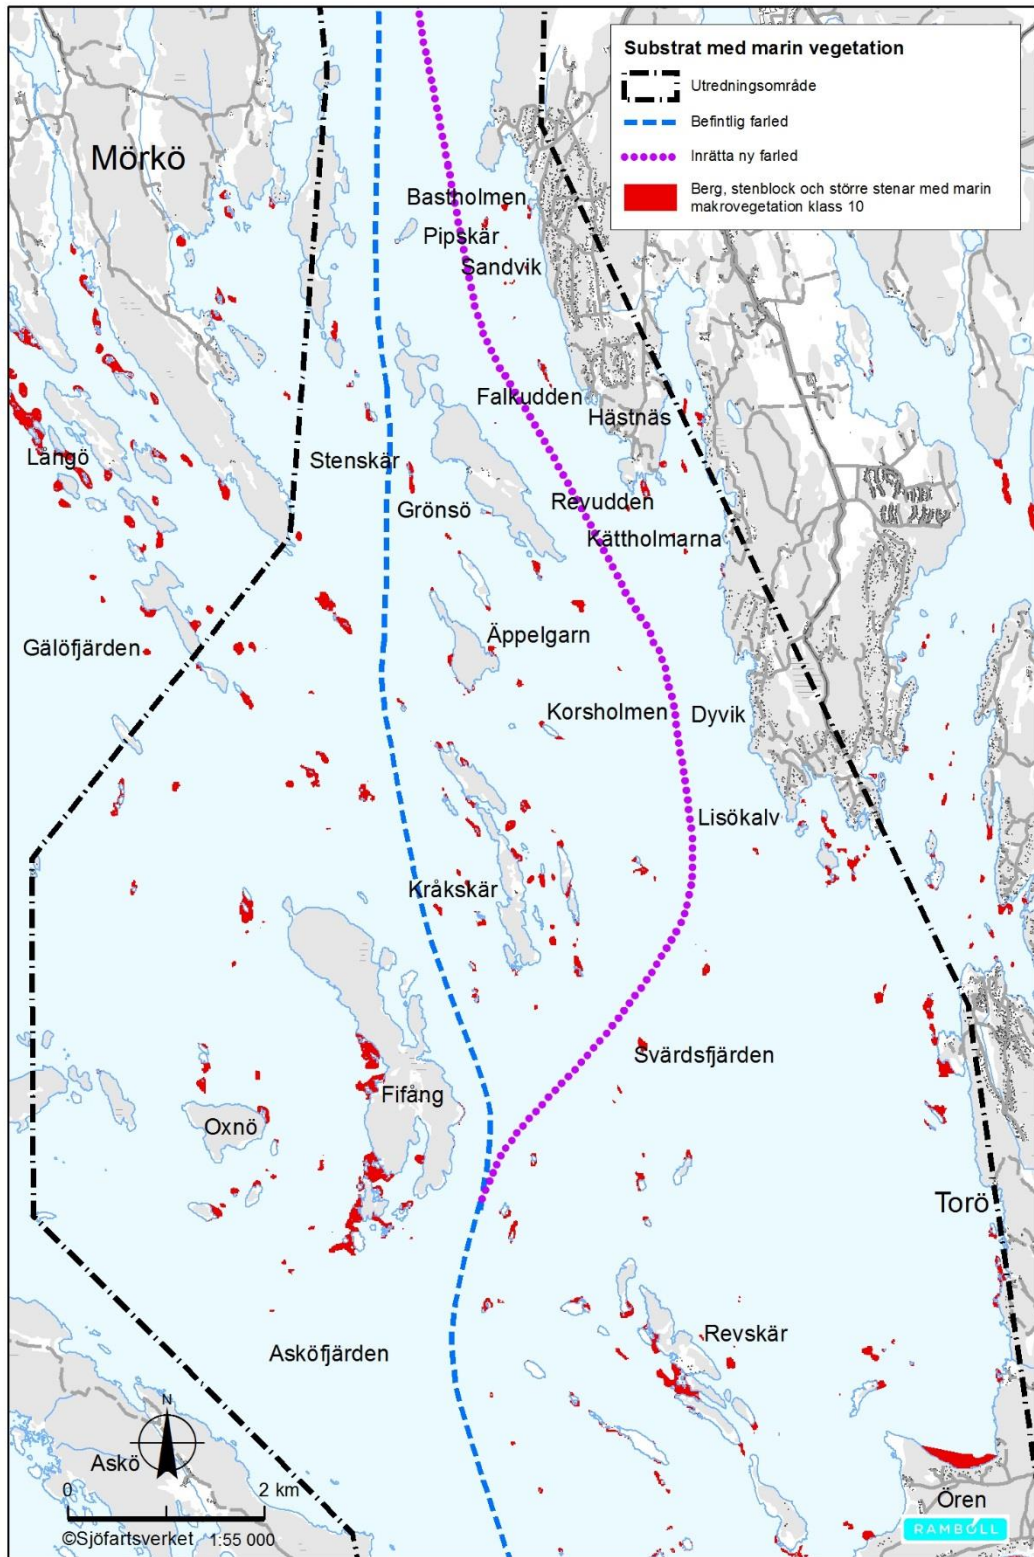 Substrat med marin vegetation
Utredningsområde
Befintlig farled
Inrätta ny farled
Berg, stenblock och större stenar med marin
makrovegetation klass 10
Mörkö
Bastholmen
Pipskär
Sandvik
Falkudden
Hästnäs
Långö
Stenskär
Grönsö
Revudden
Kättholmarna
Gälöfjärden
Äppelgarn
Korsholmen
Dyvik
Lisökalv
Kråkskär
Svärdsfjärden
Fifång
Oxnö
Torö
Revskär
Asköfjärden
N
Askö
0 2 km
Ören
©Sjöfartsverket 1:55 000
RAMBOLL